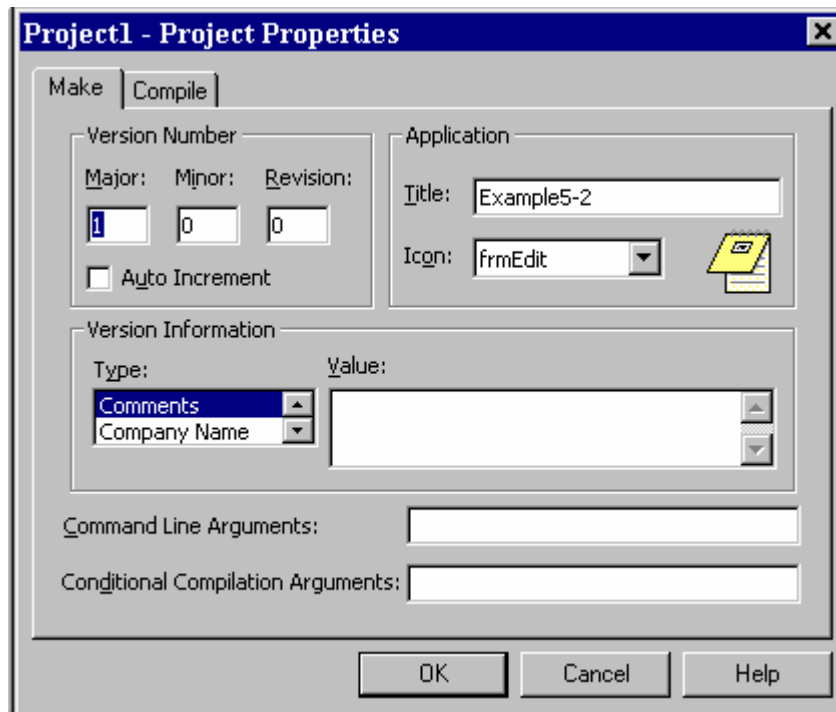 Project1 - Project Properties
Make
Compile
Version Number
Major: Minor: Revision:
1 0 0
Auto Increment
Application
Title: Example5-2
Icon: frmEdit
Version Information
Type:
Comments
Company Name
Value:
Command Line Arguments:
Conditional Compilation Arguments:
OK Cancel Help